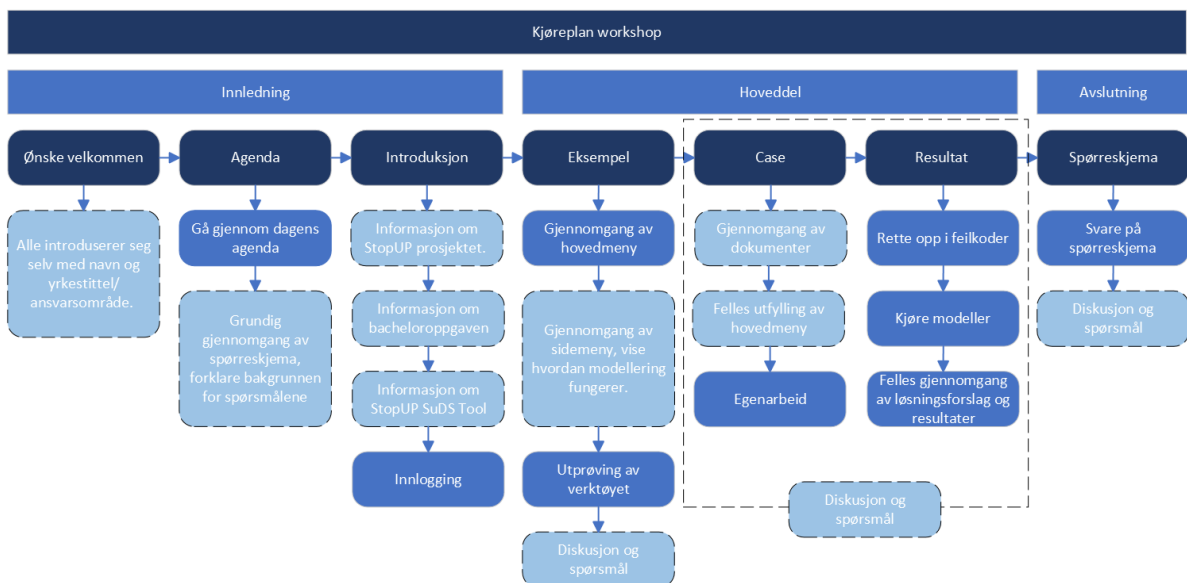 Kjøreplan workshop
Innledning
Hoveddel
Avslutning
Ønske velkommen
Agenda
Introduksjon
Eksempel
Case
Resultat
Spørreskjema
Alle introduserer seg
selv med navn og
yrkestittel/
ansvarsområde.
Gå gjennom dagens
agenda
Grundig
gjennomgang av
spørreskjema,
forklare bakgrunnen
for spørsmålene
Informasjon om
StopUP prosjektet.
Informasjon om
bacheloroppgaven
Informasjon om
StopUP SuDS Tool
Innlogging
Gjennomgang av
hovedmeny
Gjennomgang av
sidemeny, vise
hvordan modellering
fungerer.
Utprøving av
verktøyet
Diskusjon og
spørsmål
Gjennomgang av
dokumenter
Felles utfylling av
hovedmeny
Egenarbeid
Rette opp i feilkoder
Kjøre modeller
Felles gjennomgang
av løsningsforslag og
resultater
Diskusjon og
spørsmål
Svare på
spørreskjema
Diskusjon og
spørsmål